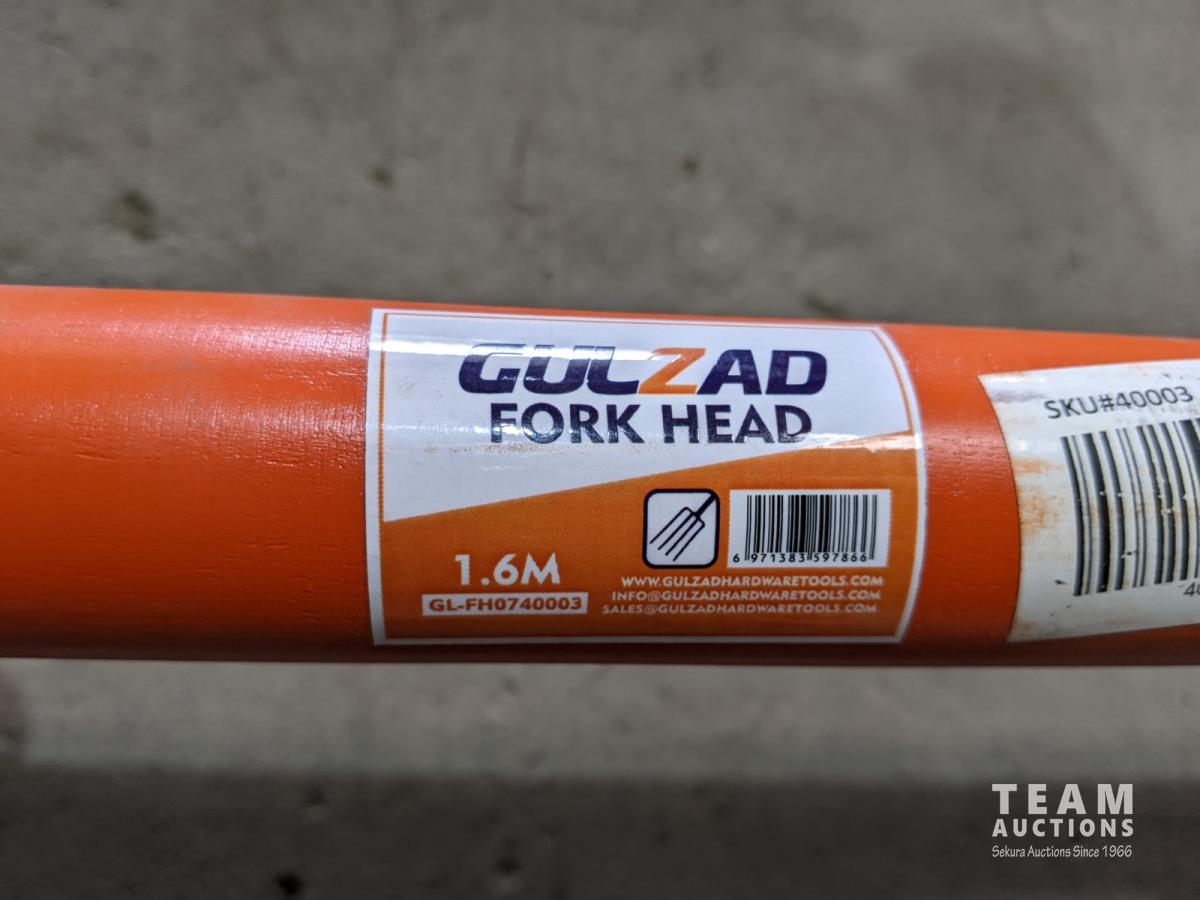 GULZAD
FORK HEAD
1.6M
GL-FH0740003
6 971383 597866
WWW.GULZADHARDWARETOOLS.COM
INFO@GULZADHARDWARETOOLS.COM
SALES@GULZADHARDWARETOOLS.COM
SKU#40003
TEAM
AUCTIONS
Sekura Auctions Since 1966